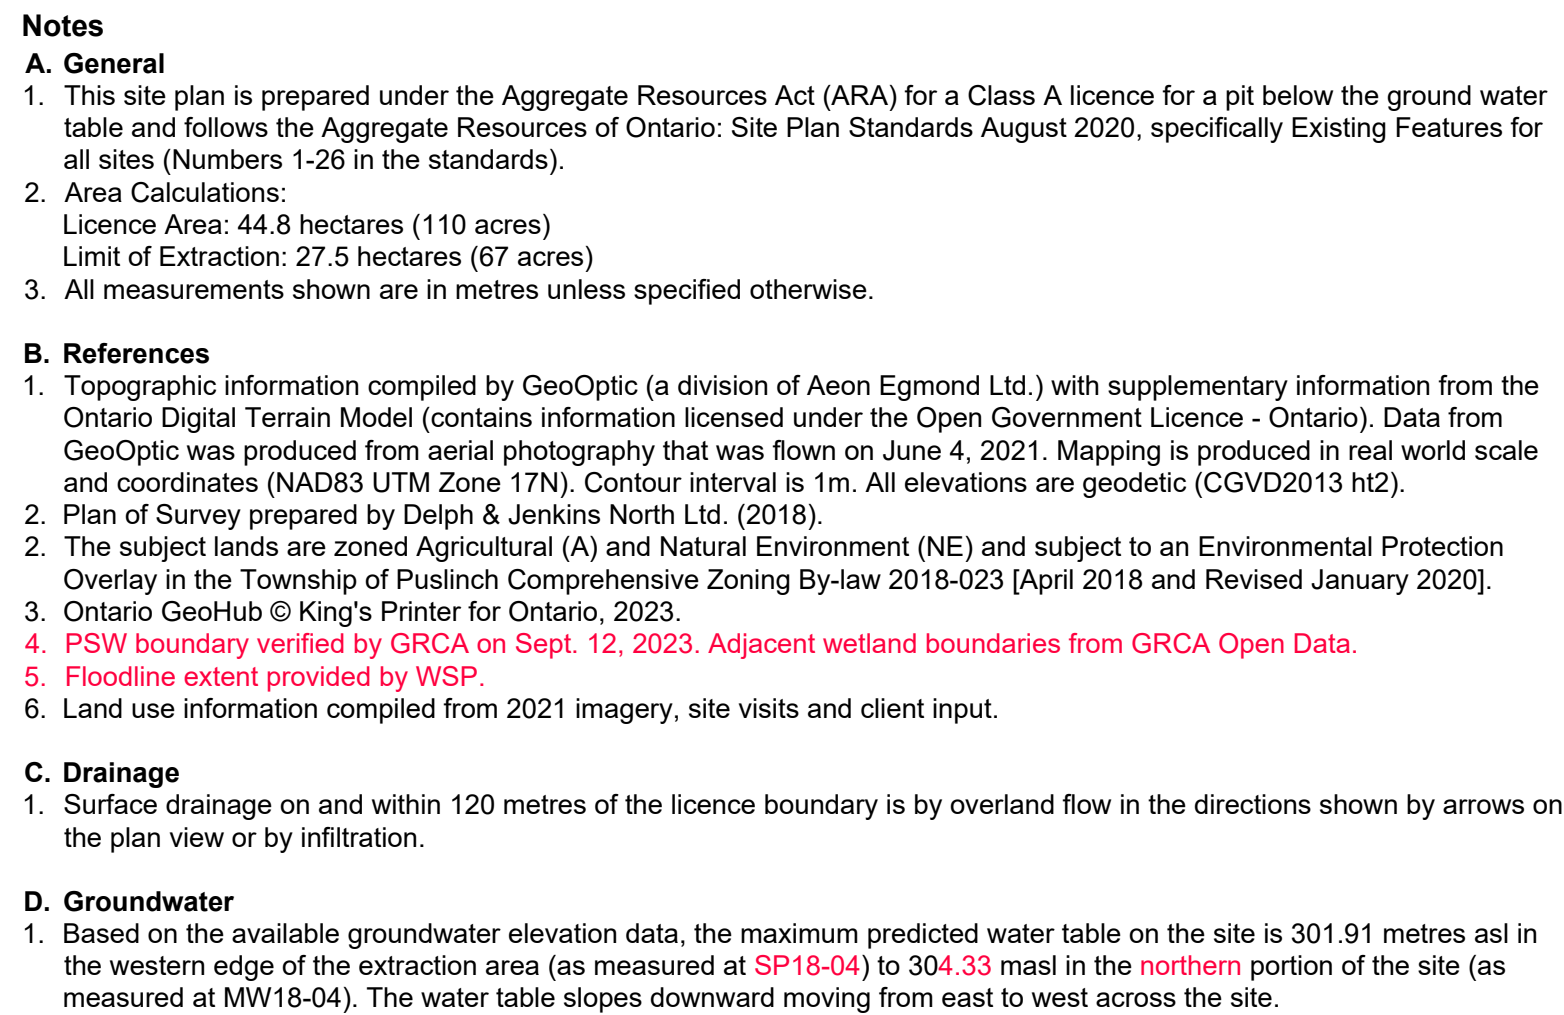 Notes
A. General
1. This site plan is prepared under the Aggregate Resources Act (ARA) for a Class A licence for a pit below the ground water
table and follows the Aggregate Resources of Ontario: Site Plan Standards August 2020, specifically Existing Features for
all sites (Numbers 1-26 in the standards).
2. Area Calculations:
Licence Area: 44.8 hectares (110 acres)
Limit of Extraction: 27.5 hectares (67 acres)
3. All measurements shown are in metres unless specified otherwise.
B. References
1. Topographic information compiled by GeoOptic (a division of Aeon Egmond Ltd.) with supplementary information from the
Ontario Digital Terrain Model (contains information licensed under the Open Government Licence - Ontario). Data from
GeoOptic was produced from aerial photography that was flown on June 4, 2021. Mapping is produced in real world scale
and coordinates (NAD83 UTM Zone 17N). Contour interval is 1m. All elevations are geodetic (CGVD2013 ht2).
2. Plan of Survey prepared by Delph & Jenkins North Ltd. (2018).
2. The subject lands are zoned Agricultural (A) and Natural Environment (NE) and subject to an Environmental Protection
Overlay in the Township of Puslinch Comprehensive Zoning By-law 2018-023 [April 2018 and Revised January 2020].
3. Ontario GeoHub © King's Printer for Ontario, 2023.
4. PSW boundary verified by GRCA on Sept. 12, 2023. Adjacent wetland boundaries from GRCA Open Data.
5. Floodline extent provided by WSP.
6. Land use information compiled from 2021 imagery, site visits and client input.
C. Drainage
1. Surface drainage on and within 120 metres of the licence boundary is by overland flow in the directions shown by arrows on
the plan view or by infiltration.
D. Groundwater
1. Based on the available groundwater elevation data, the maximum predicted water table on the site is 301.91 metres asl in
the western edge of the extraction area (as measured at SP18-04) to 304.33 masl in the northern portion of the site (as
measured at MW18-04). The water table slopes downward moving from east to west across the site.